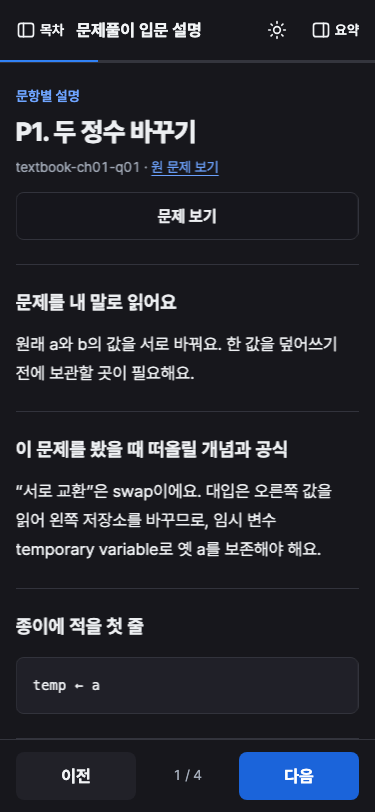 목차 문제풀이 입문 설명 요약
문항별 설명
P1. 두 정수 바꾸기
textbook-ch01-q01 · 원 문제 보기
문제 보기
문제를 내 말로 읽어요
원래 a와 b의 값을 서로 바꿔요. 한 값을 덮어쓰기
전에 보관할 곳이 필요해요.
이 문제를 봤을 때 떠올릴 개념과 공식
“서로 교환”은 swap이에요. 대입은 오른쪽 값을
읽어 왼쪽 저장소를 바꾸므로, 임시 변수
temporary variable로 옛 a를 보존해야 해요.
종이에 적을 첫 줄
temp ← a
이전 1 / 4 다음